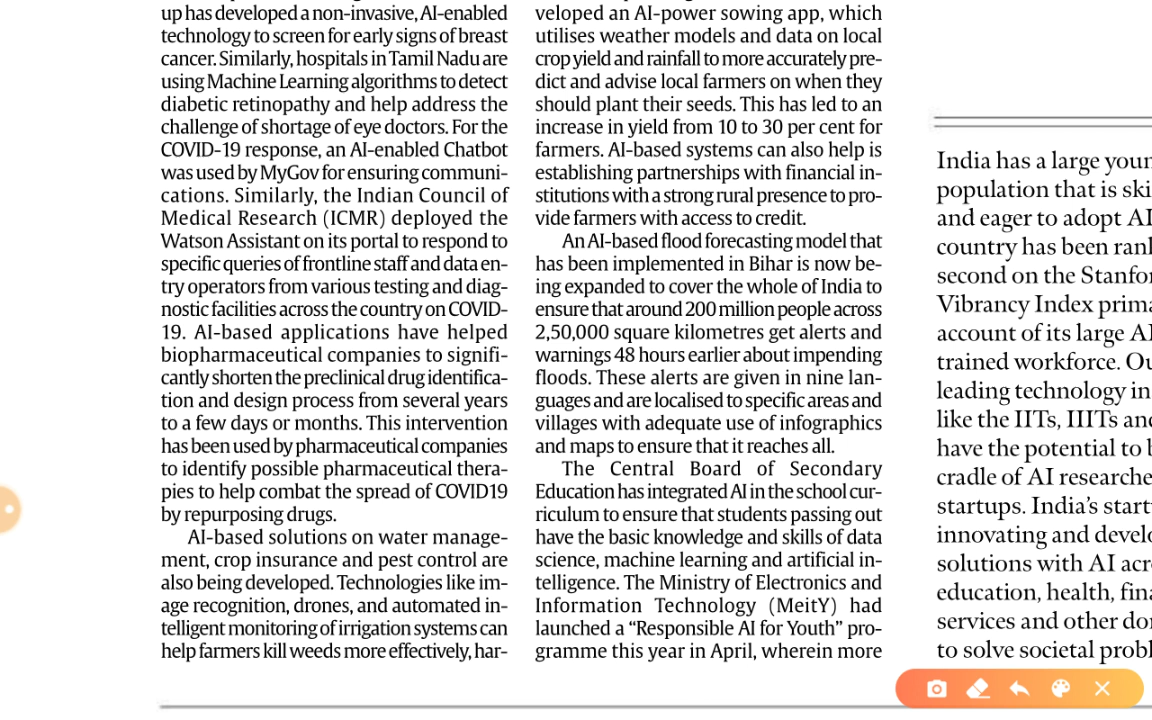 up has developed a non-invasive, AI-enabled
technology to screen for early signs of breast
cancer. Similarly, hospitals in Tamil Nadu are
using Machine Learning algorithms to detect
diabetic retinopathy and help address the
challenge of shortage of eye doctors. For the
COVID-19 response, an AI-enabled Chatbot
was used by MyGov for ensuring communi-
cations. Similarly, the Indian Council of
Medical Research (ICMR) deployed the
Watson Assistant on its portal to respond to
specific queries of frontline staff and data en-
try operators from various testing and diag-
nostic facilities across the country on COVID-
19. AI-based applications have helped
biopharmaceutical companies to signifi-
cantly shorten the preclinical drug identifica-
tion and design process from several years
to a few days or months. This intervention
has been used by pharmaceutical companies
to identify possible pharmaceutical thera-
pies to help combat the spread of COVID19
by repurposing drugs.
AI-based solutions on water manage-
ment, crop insurance and pest control are
also being developed. Technologies like im-
age recognition, drones, and automated in-
telligent monitoring of irrigation systems can
help farmers kill weeds more effectively, har-
veloped an AI-power sowing app, which
utilises weather models and data on local
crop yield and rainfall to more accurately pre-
dict and advise local farmers on when they
should plant their seeds. This has led to an
increase in yield from 10 to 30 per cent for
farmers. AI-based systems can also help is
establishing partnerships with financial in-
stitutions with a strong rural presence to pro-
vide farmers with access to credit.
An AI-based flood forecasting model that
has been implemented in Bihar is now be-
ing expanded to cover the whole of India to
ensure that around 200 million people across
2,50,000 square kilometres get alerts and
warnings 48 hours earlier about impending
floods. These alerts are given in nine lan-
guages and are localised to specific areas and
villages with adequate use of infographics
and maps to ensure that it reaches all.
The Central Board of Secondary
Education has integrated AI in the school cur-
riculum to ensure that students passing out
have the basic knowledge and skills of data
science, machine learning and artificial in-
telligence. The Ministry of Electronics and
Information Technology (MeitY) had
launched a “Responsible AI for Youth” pro-
gramme this year in April, wherein more
India has a large
population that is
and eager to adopt AI
country has been
second on the
Vibrancy Index
account of its large
trained workforce.
leading technology
like the IITs, IIITs
have the potential to
cradle of AI
startups. India’s
innovating and
solutions with AI
education, health,
services and other
to solve societal